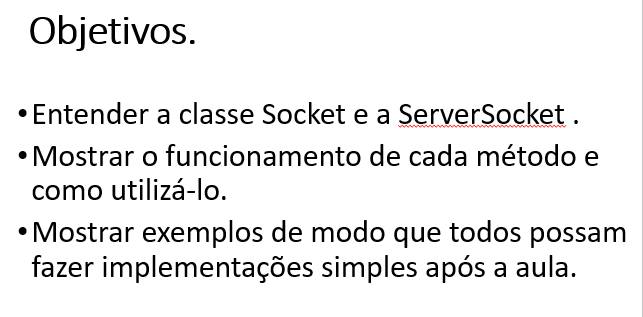 Objetivos.
•Entender a classe Socket e a ServerSocket .
•Mostrar o funcionamento de cada método e
como utilizá-lo.
•Mostrar exemplos de modo que todos possam
fazer implementações simples após a aula.